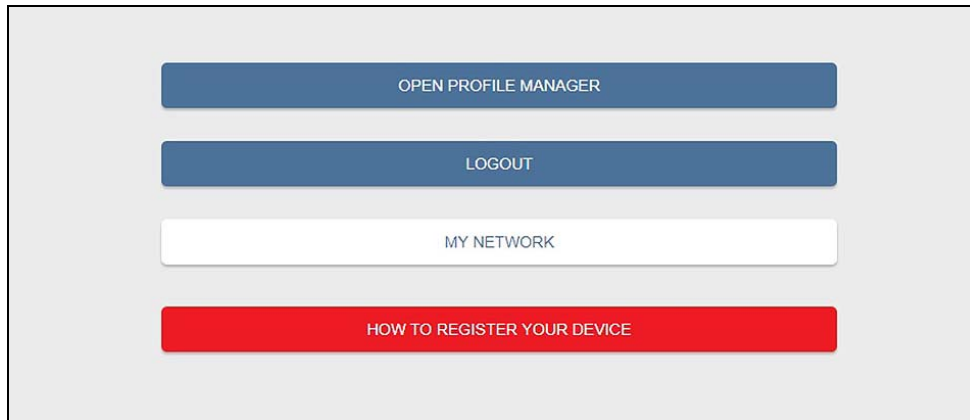 OPEN PROFILE MANAGER
LOGOUT
MY NETWORK
HOW TO REGISTER YOUR DEVICE